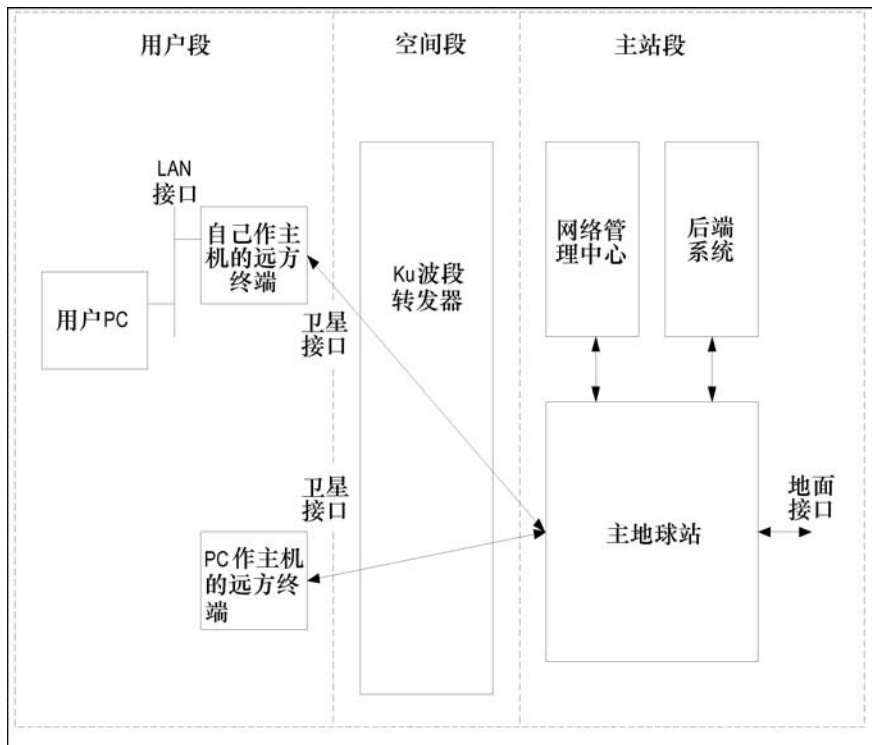 用户段
空间段
主站段
LAN
接口
自己作主
机的远方
终端
用户PC
卫星
接口
Ku波段
转发器
网络管
理中心
后端
系统
卫星
接口
PC作主机
的远方终
端
主地球站
地面
接口